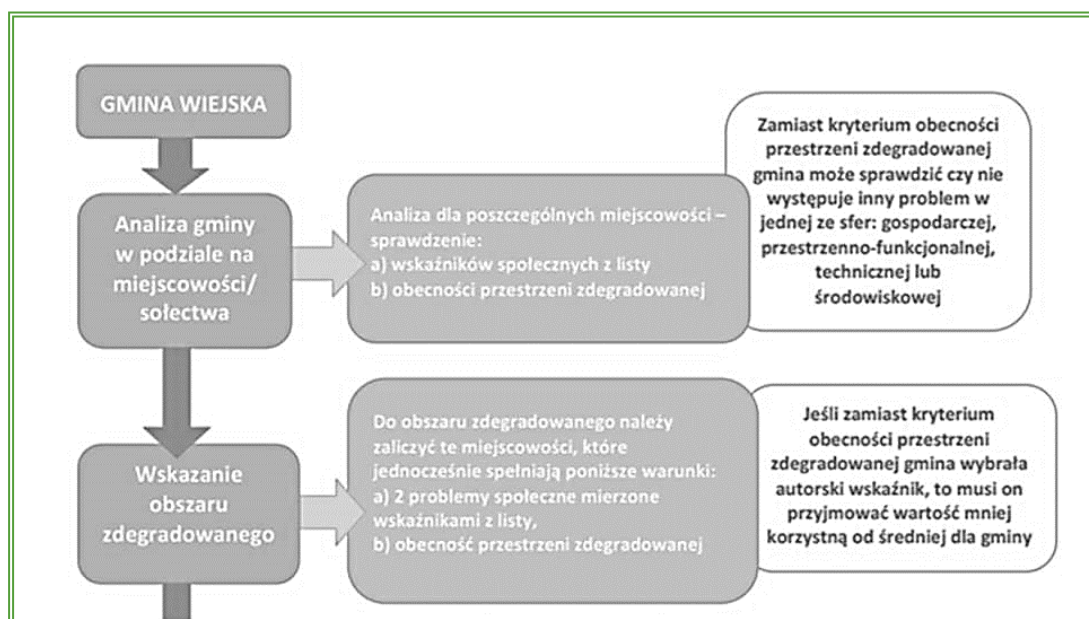 GMINA WIEJSKA
Analiza gminy
w podziale na
miejscowości/
sołectwa
Analiza dla poszczególnych miejscowości –
sprawdzenie:
a) wskaźników społecznych z listy
b) obecności przestrzeni zdegradowanej
Zamiast kryterium obecności
przestrzeni zdegradowanej
gmina może sprawdzić czy nie
występuje inny problem w
jednej ze sfer: gospodarczej,
przestrzenno-funkcjonalnej,
technicznej lub
środowiskowej
Wskazanie
obszaru
zdegradowanego
Do obszaru zdegradowanego należy
zaliczyć te miejscowości, które
jednocześnie spełniają poniższe warunki:
a) 2 problemy społeczne mierzone
wskaźnikami z listy,
b) obecność przestrzeni zdegradowanej
Jeśli zamiast kryterium
obecności przestrzeni
zdegradowanej gmina wybrała
autorski wskaźnik, to musi on
przyjmować wartość mniej
korzystną od średniej dla gminy